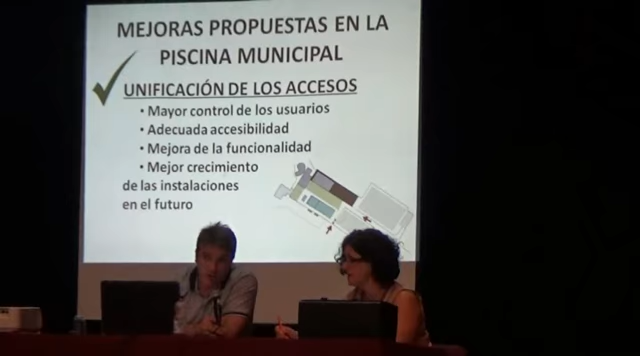 MEJORAS PROPUESTAS EN LA
PISCINA MUNICIPAL
UNIFICACIÓN DE LOS ACCESOS
• Mayor control de los usuarios
• Adecuada accesibilidad
• Mejora de la funcionalidad
• Mejor crecimiento
de las instalaciones
en el futuro